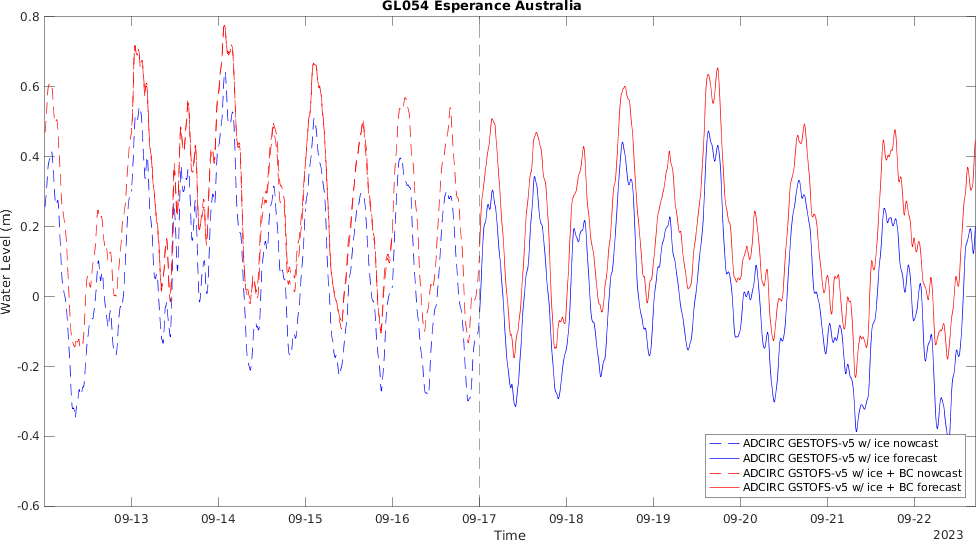 GL054 Esperance Australia
Water Level (m)
0.8
0.6
0.4
0.2
0
-0.2
-0.4
-0.6
ADCIRC GESTOFS-v5 w/ ice nowcast
ADCIRC GESTOFS-v5 w/ ice forecast
ADCIRC GSTOFS-v5 w/ ice + BC nowcast
ADCIRC GSTOFS-v5 w/ ice + BC forecast
09-13 09-14 09-15 09-16 09-17 09-18 09-19 09-20 09-21 09-22
Time
2023